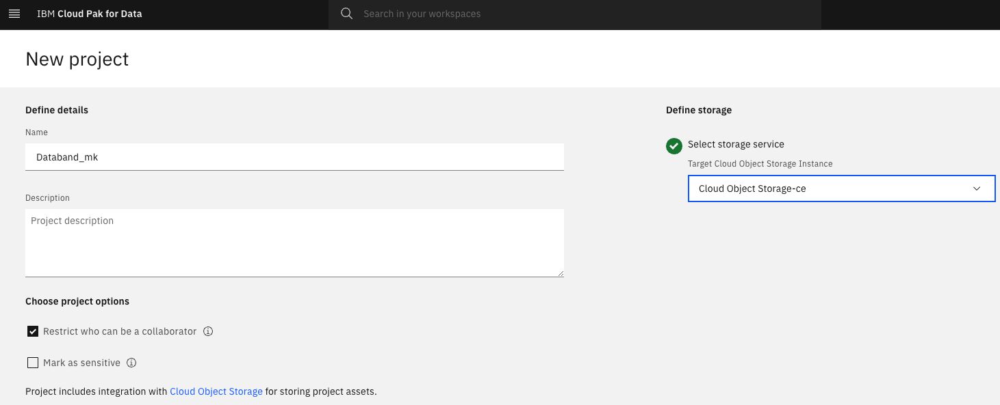 IBM Cloud Pak for Data
Search in your workspaces
New project
Define details
Name
Databand_mk
Description
Project description
Choose project options
Restrict who can be a collaborator
Mark as sensitive
Project includes integration with Cloud Object Storage for storing project assets.
Define storage
Select storage service
Target Cloud Object Storage Instance
Cloud Object Storage-ce